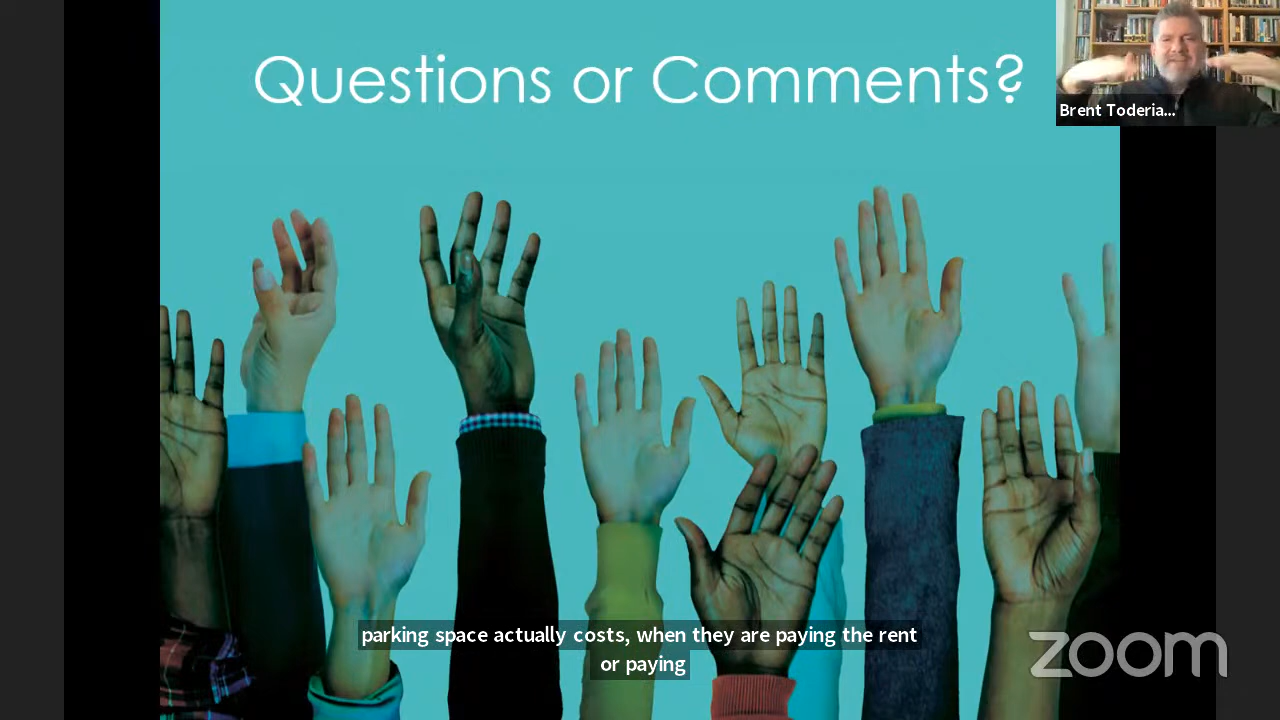 Questions or Comments?
Brent Toderia...
parking space actually costs, when they are paying the rent
or paying
zoom